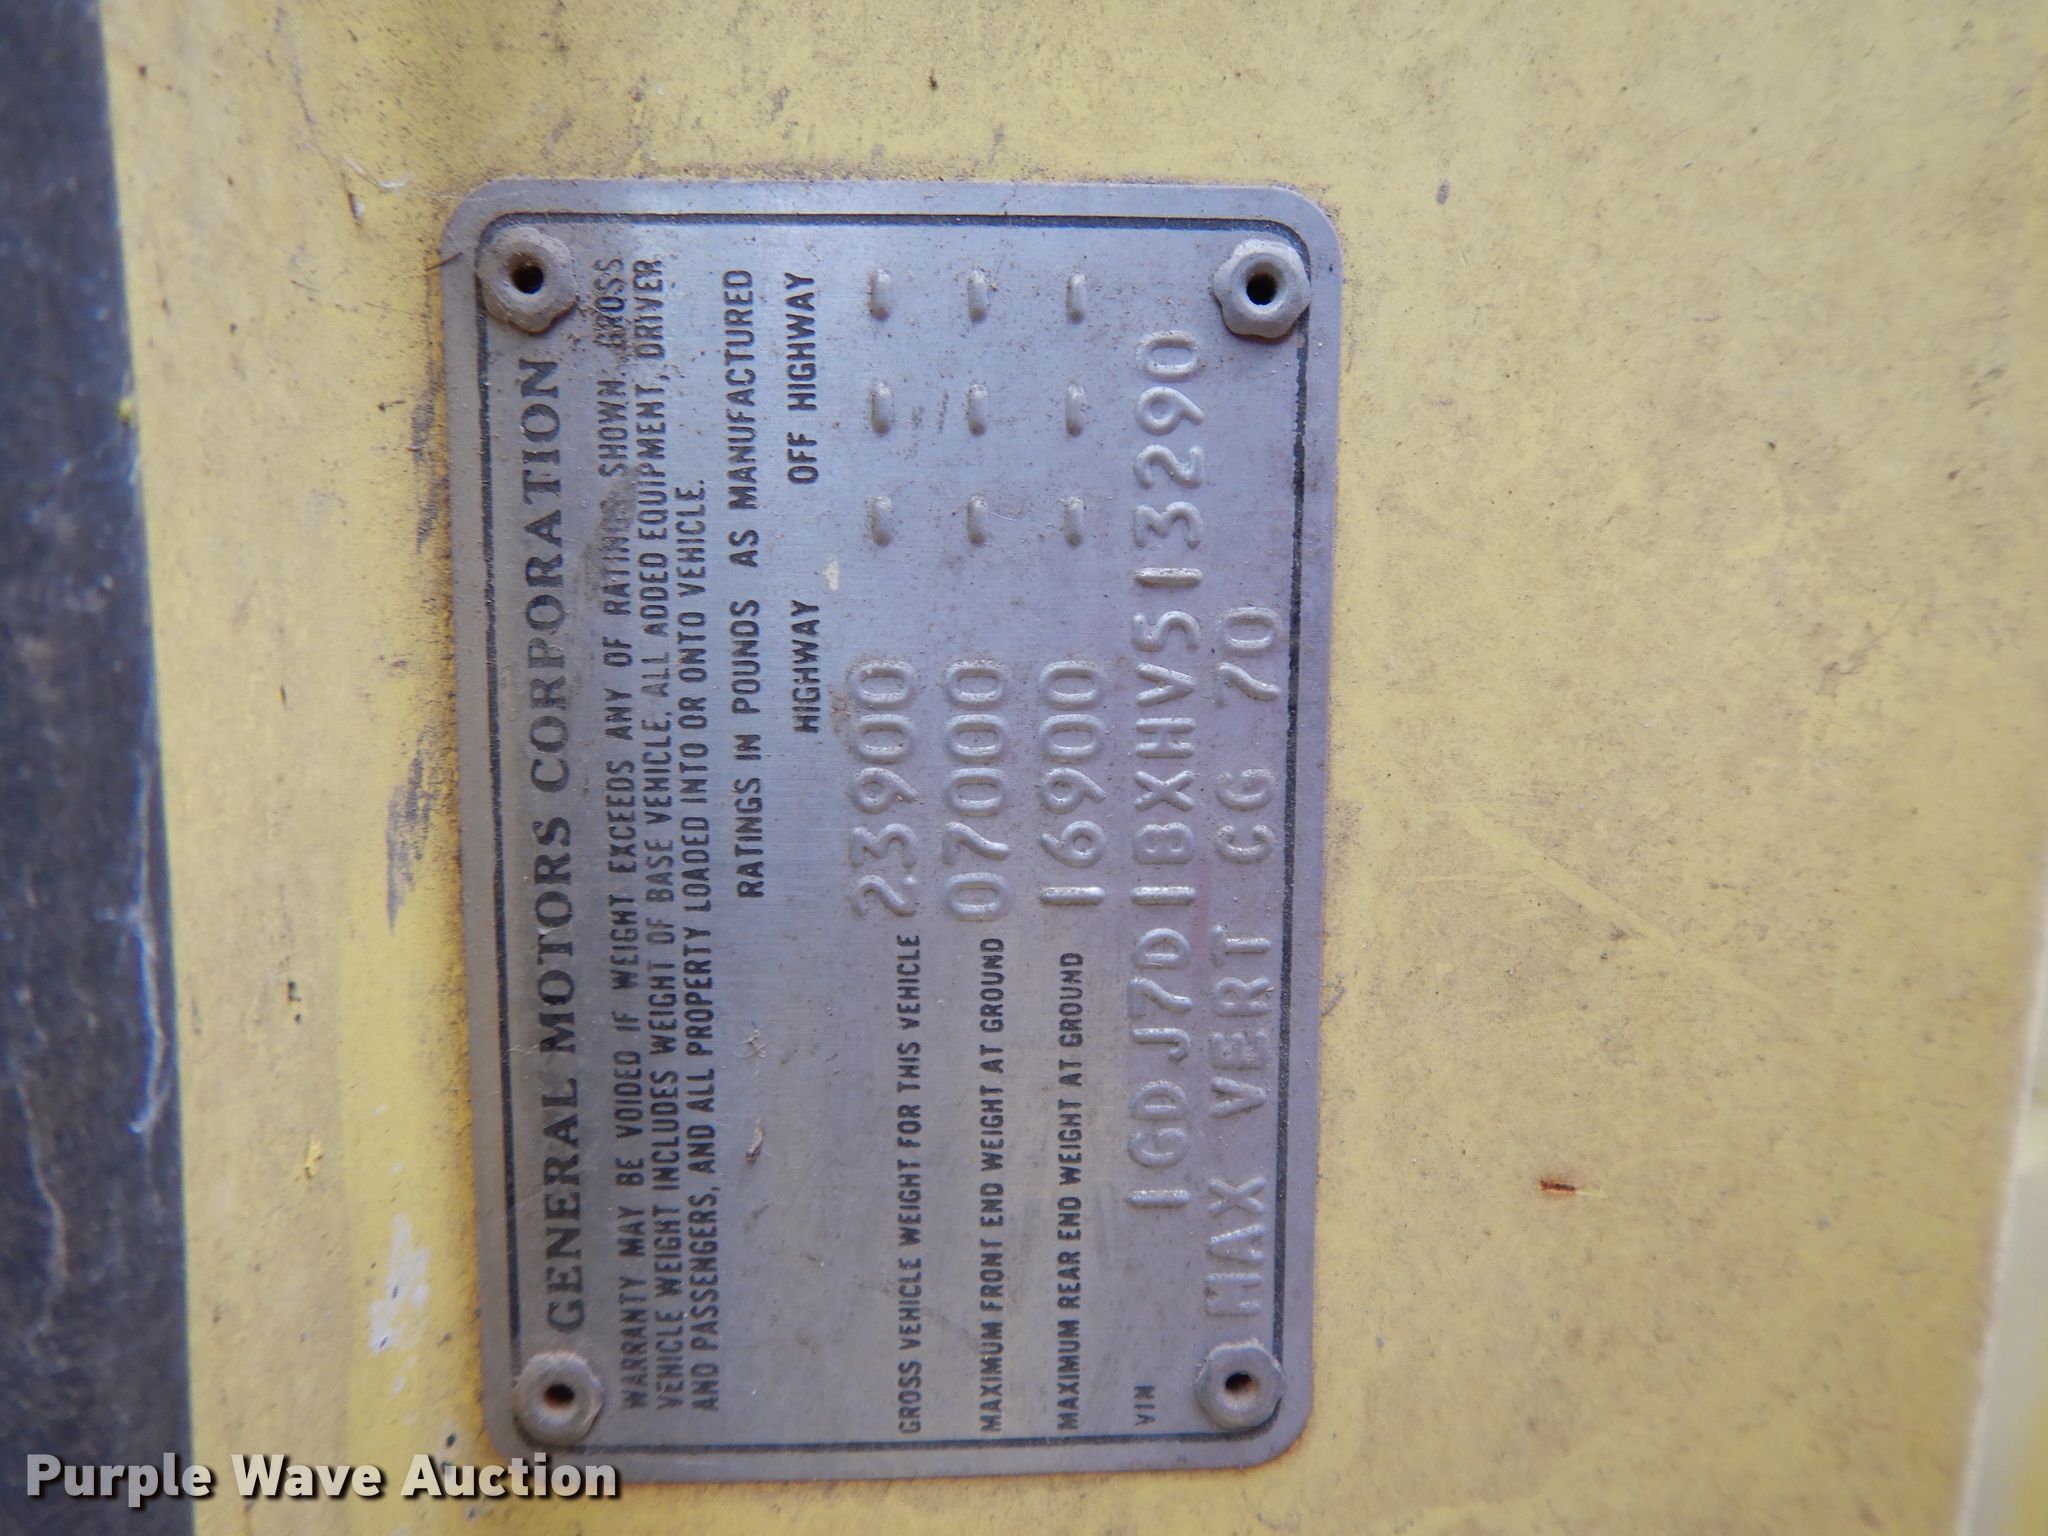 GENERAL MOTORS CORPORATION
WARRANTY MAY BE VOIDED IF WEIGHT EXCEEDS ANY OF RATINGS SHOWN. GROSS
VEHICLE WEIGHT INCLUDES WEIGHT OF BASE VEHICLE, ALL ADDED EQUIPMENT, DRIVER
AND PASSENGERS, AND ALL PROPERTY LOADED INTO OR ONTO VEHICLE.
RATINGS IN POUNDS AS MANUFACTURED
HIGHWAY OFF HIGHWAY
GROSS VEHICLE WEIGHT FOR THIS VEHICLE 23900 - - -
MAXIMUM FRONT END WEIGHT AT GROUND 07000 - - -
MAXIMUM REAR END WEIGHT AT GROUND 16900 - - -
VIN 1GDJ7D1BXHV513290
MAX VERT CG 70
Purple Wave Auction